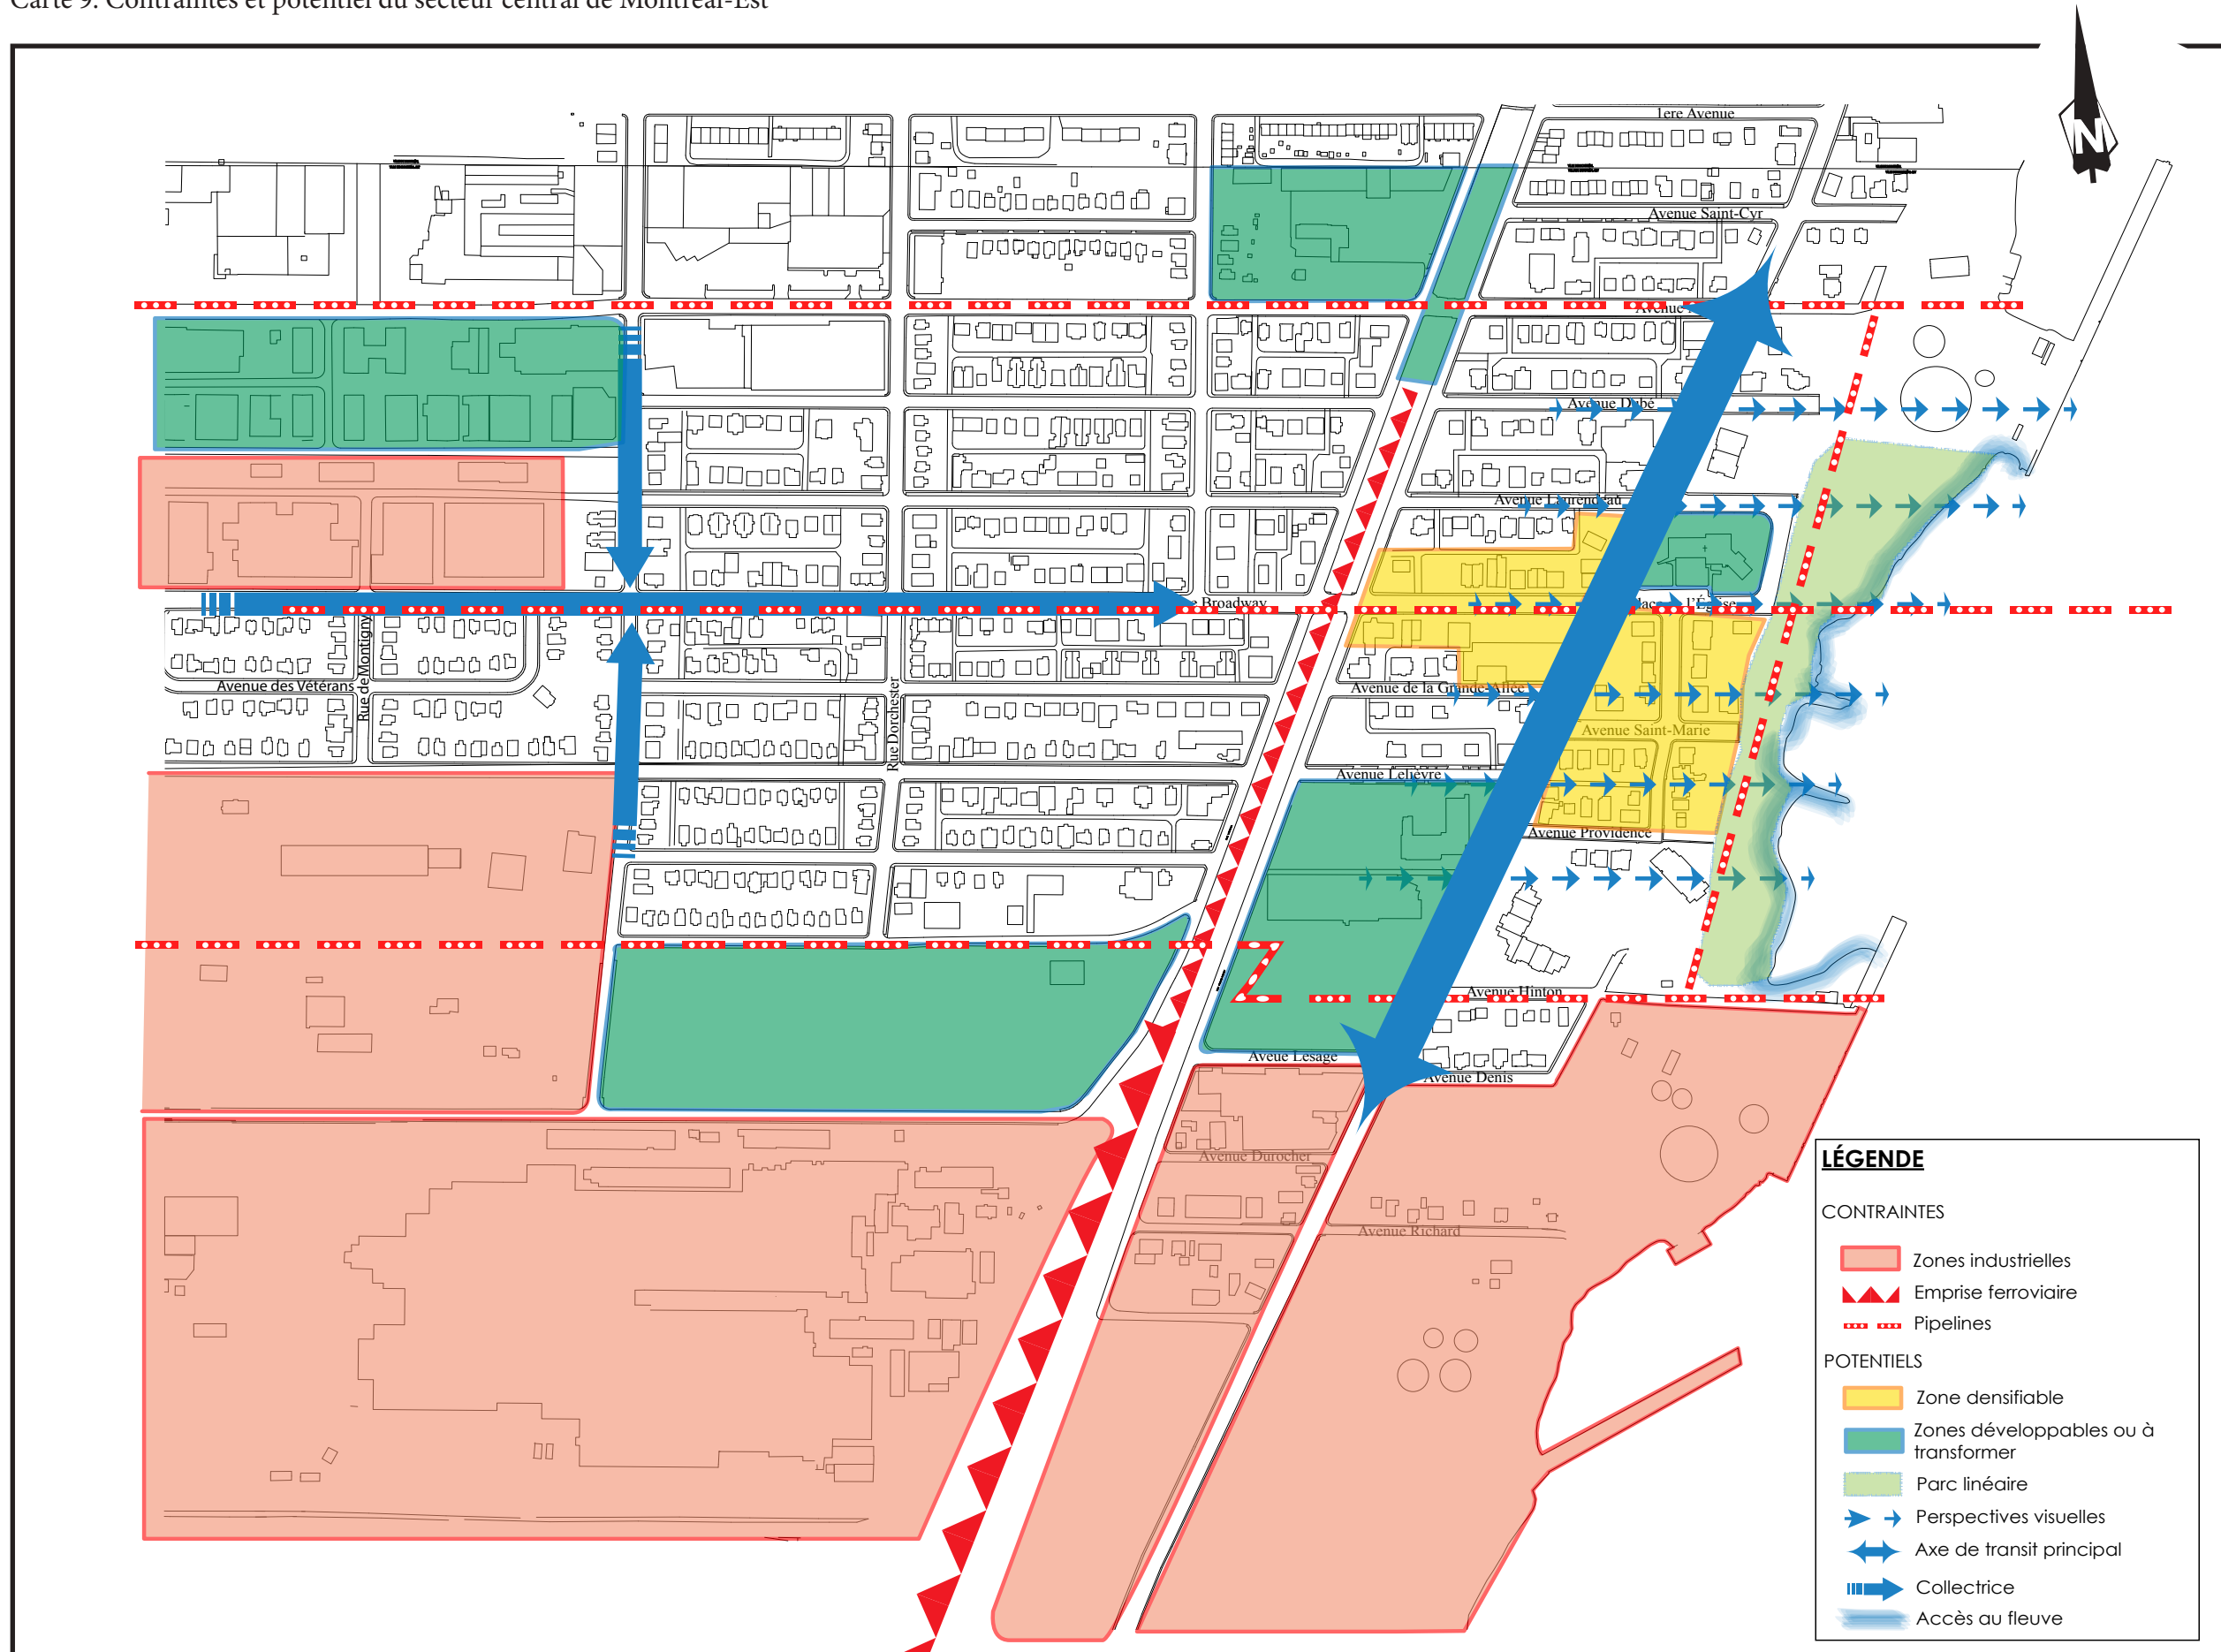 Carte 9: Contraintes et potentiel du secteur central de Montréal-Est
N
1ere Avenue
Avenue Saint-Cyr
Avenue
Avenue Dubé
Avenue Laurendeau
Broadway
l'Église
Rue de Montigny
Avenue des Vétérans
Rue Dorchester
Avenue de la Grande-Allée
Avenue Saint-Marie
Avenue Lelièvre
Avenue Providence
Avenue Hinton
Aveue Lesage
Avenue Denis
Avenue Durocher
Avenue Richard
LÉGENDE
CONTRAINTES
Zones industrielles
Emprise ferroviaire
Pipelines
POTENTIELS
Zone densifiable
Zones développables ou à
transformer
Parc linéaire
Perspectives visuelles
Axe de transit principal
Collectrice
Accès au fleuve